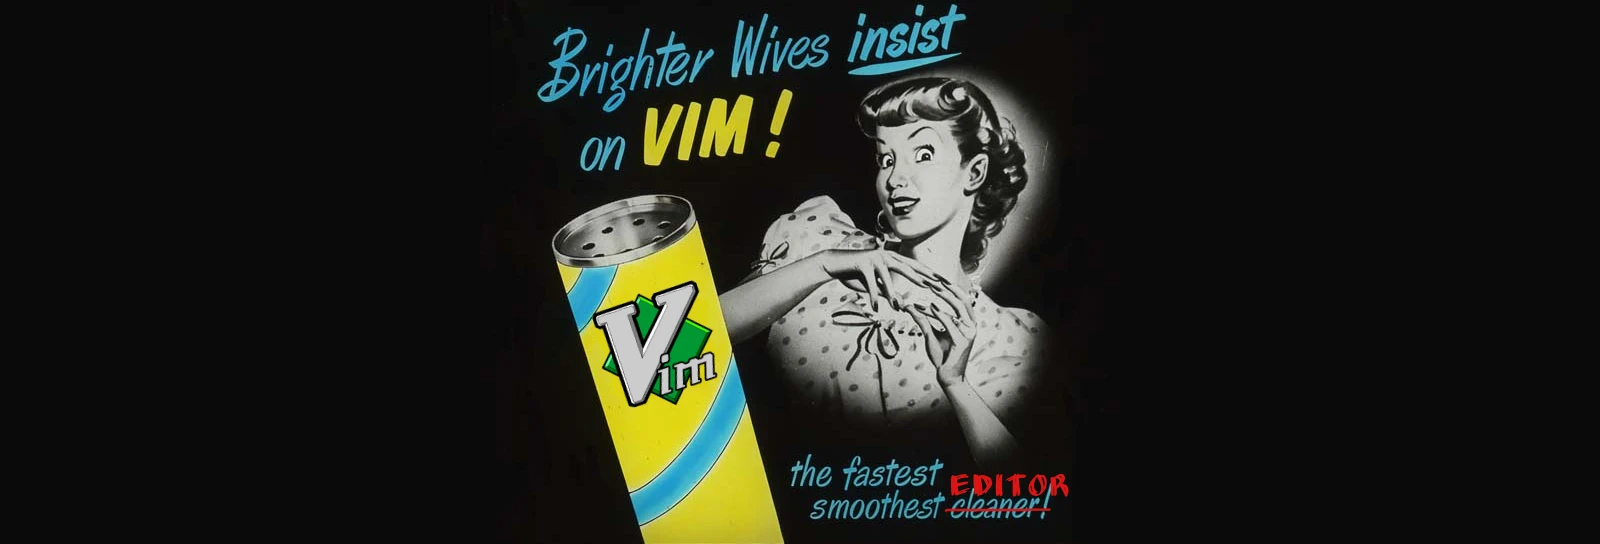 Brighter Wives insist
on VIM!
Vim
the fastest EDITOR
smoothest cleaner!